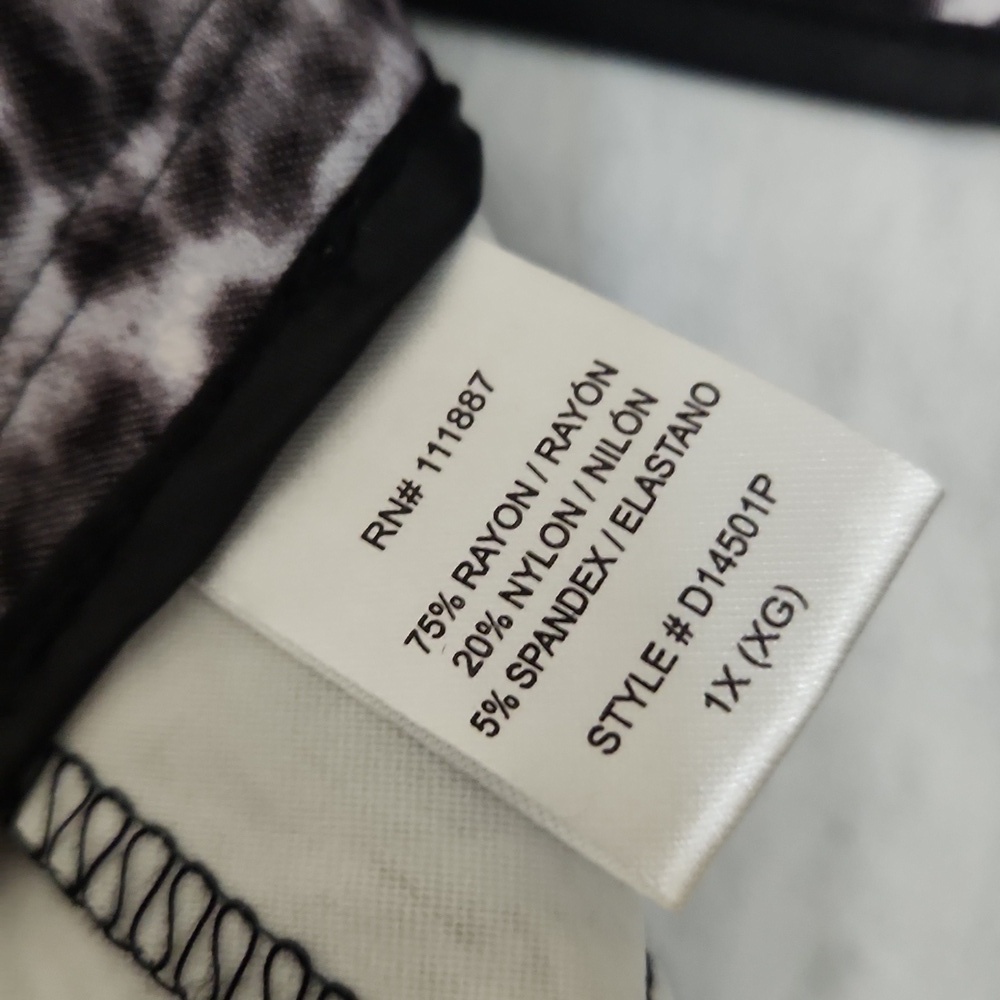 RN# 111887
75% RAYON / RAYÓN
20% NYLON / NILÓN
5% SPANDEX / ELASTANO
STYLE # D14501P
1X (XG)